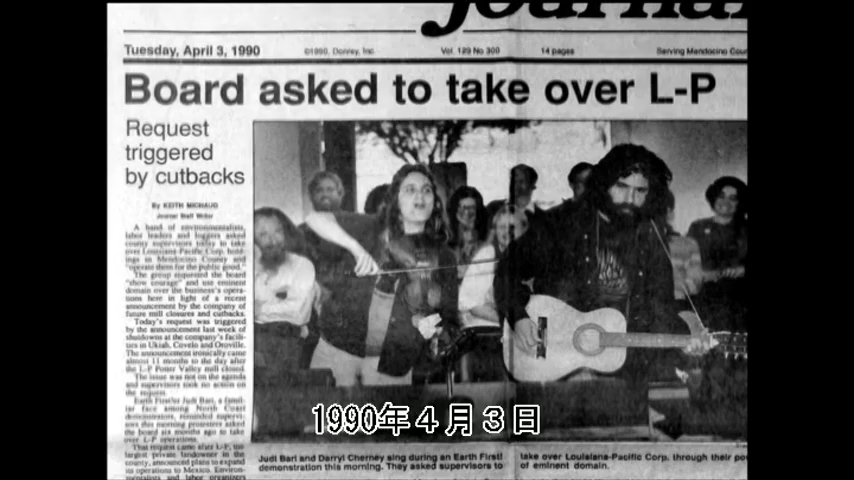 Journal
Tuesday, April 3, 1990
©1990, Donrey, Inc.
Vol. 129 No 300
14 pages
Serving Mendocino Coun
Board asked to take over L-P
Request
triggered
by cutbacks
By KEITH MICHAUD
Journal Staff Writer
A band of environmentalists,
labor leaders and loggers asked
county supervisors today to take
over Louisiana-Pacific Corp. hold-
ings in Mendocino County and
"operate them for the public good."
The group requested the board
"show courage" and use eminent
domain over the business's opera-
tions here in light of a recent
announcement by the company of
future mill closures and cutbacks.
Today's request was triggered
by the announcement last week of
shutdowns at the company's facili-
ties in Ukiah, Covelo and Oroville.
The announcement ironically came
almost 11 months to the day after
the L-P Potter Valley mill closed.
The issue was not on the agenda
and supervisors took no action on
the request.
Earth First!er Judi Bari, a famil-
iar face among North Coast
demonstrators, reminded supervi-
sors this morning protesters asked
the board six months ago to take
over L-P operations.
That request came after L-P, the
largest private landowner in the
county, announced plans to expand
its operations to Mexico. Environ-
mentalists and labor organizers
Judi Bari and Darryl Cherney sing during an Earth First!
demonstration this morning. They asked supervisors to
take over Louisiana-Pacific Corp. through their po
of eminent domain.
1990年４月３日